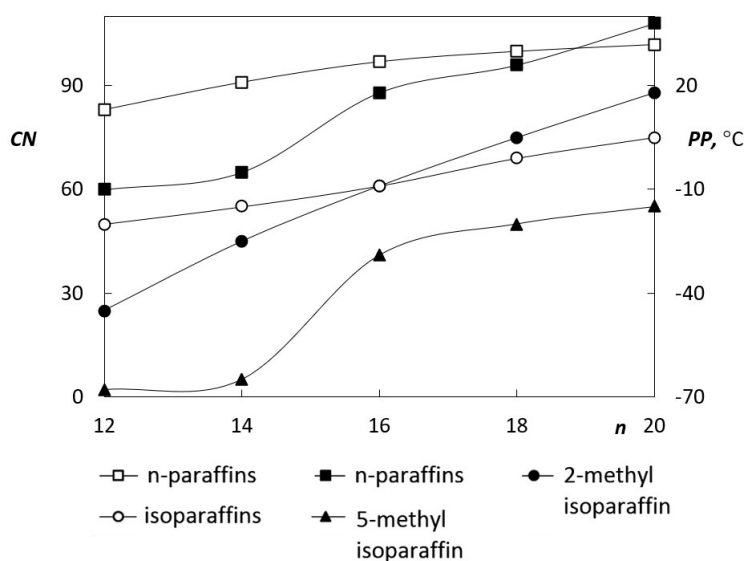 90
60
30
0
CN
20
-10
-40
-70
PP, °C
12 14 16 18 n 20
n-paraffins n-paraffins 2-methyl
isoparaffin
isoparaffins 5-methyl
isoparaffin